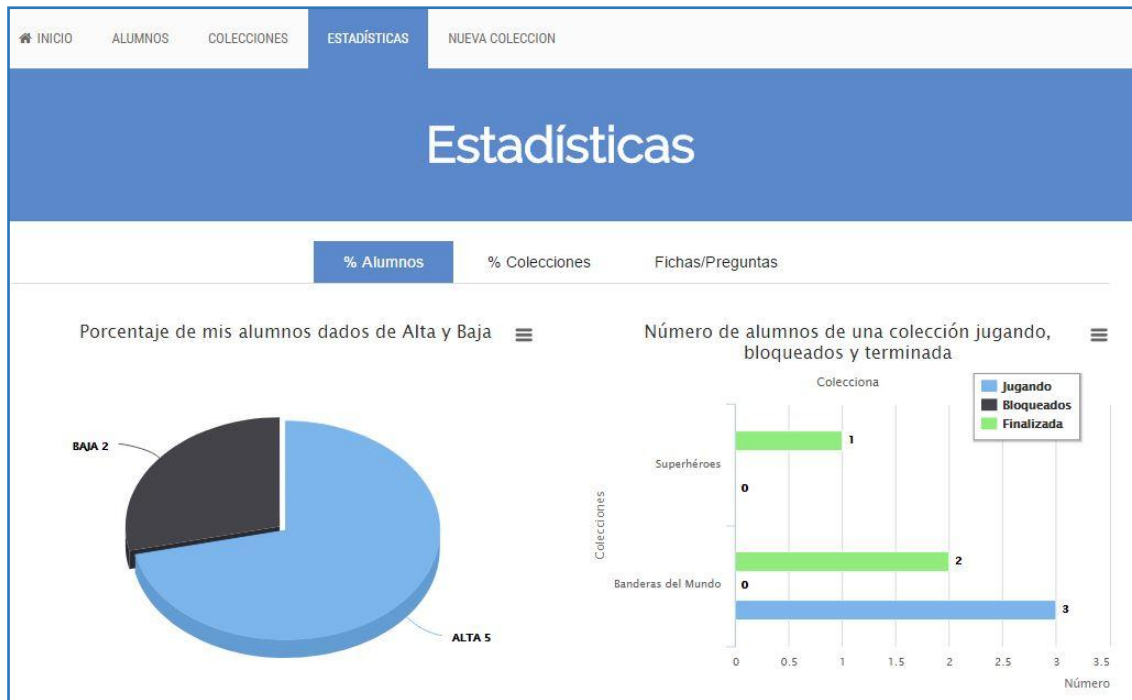 INICIO ALUMNOS COLECCIONES ESTADÍSTICAS NUEVA COLECCION
Estadísticas
% Alumnos % Colecciones Fichas/Preguntas
Porcentaje de mis alumnos dados de Alta y Baja
BAJA 2
ALTA 5
Número de alumnos de una colección jugando,
bloqueados y terminada
Colecciona
Jugando
Bloqueados
Finalizada
Colecciones
Superhéroes
1
0
Banderas del Mundo
2
0
3
0 0.5 1 1.5 2 2.5 3 3.5
Número